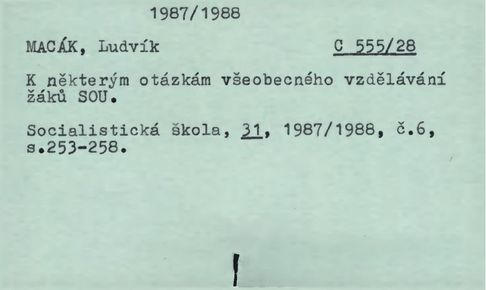 1987/1988
MACÁK, Ludvík C 555/28
K některým otázkám všeobecného vzdělávání
žáků SOU.
Socialistická škola, 31, 1987/1988, č.6,
s.253-258.